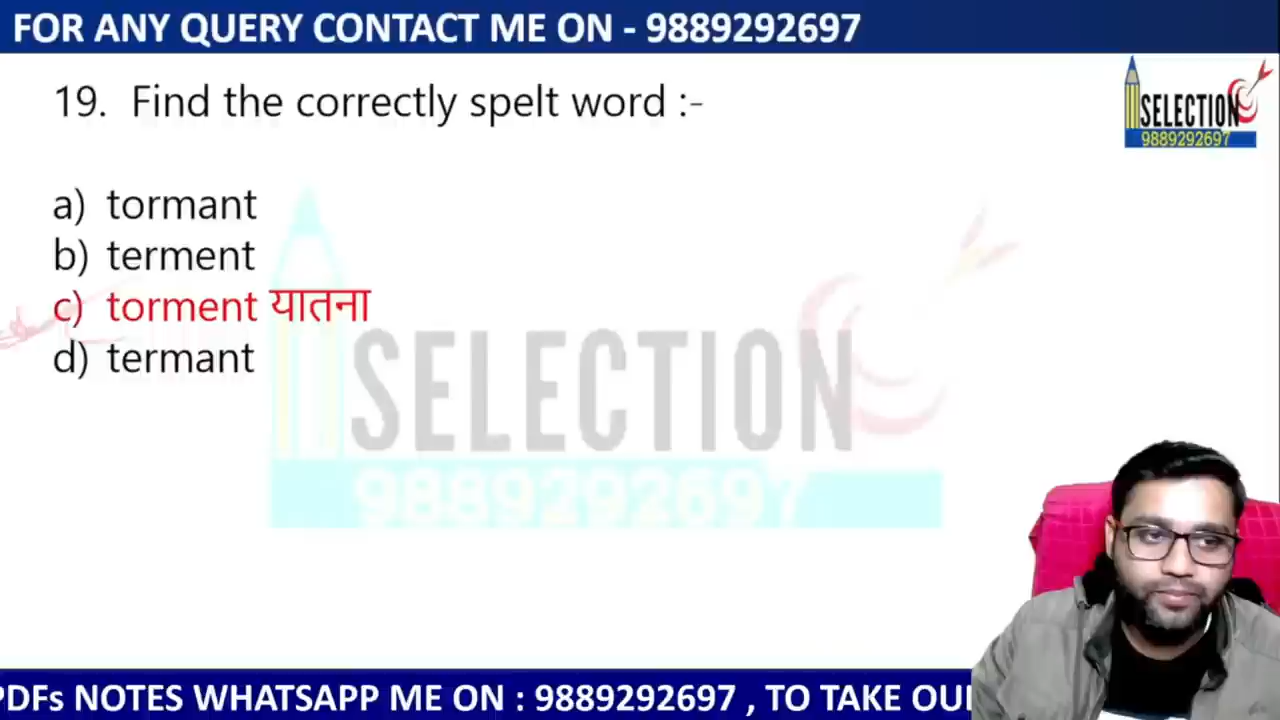 FOR ANY QUERY CONTACT ME ON - 9889292697
SELECTION
9889292697
19. Find the correctly spelt word :-
a) tormant
b) terment
c) torment यातना
d) termant
SELECTION
9889292697
PDFs NOTES WHATSAPP ME ON : 9889292697 , TO TAKE OUR